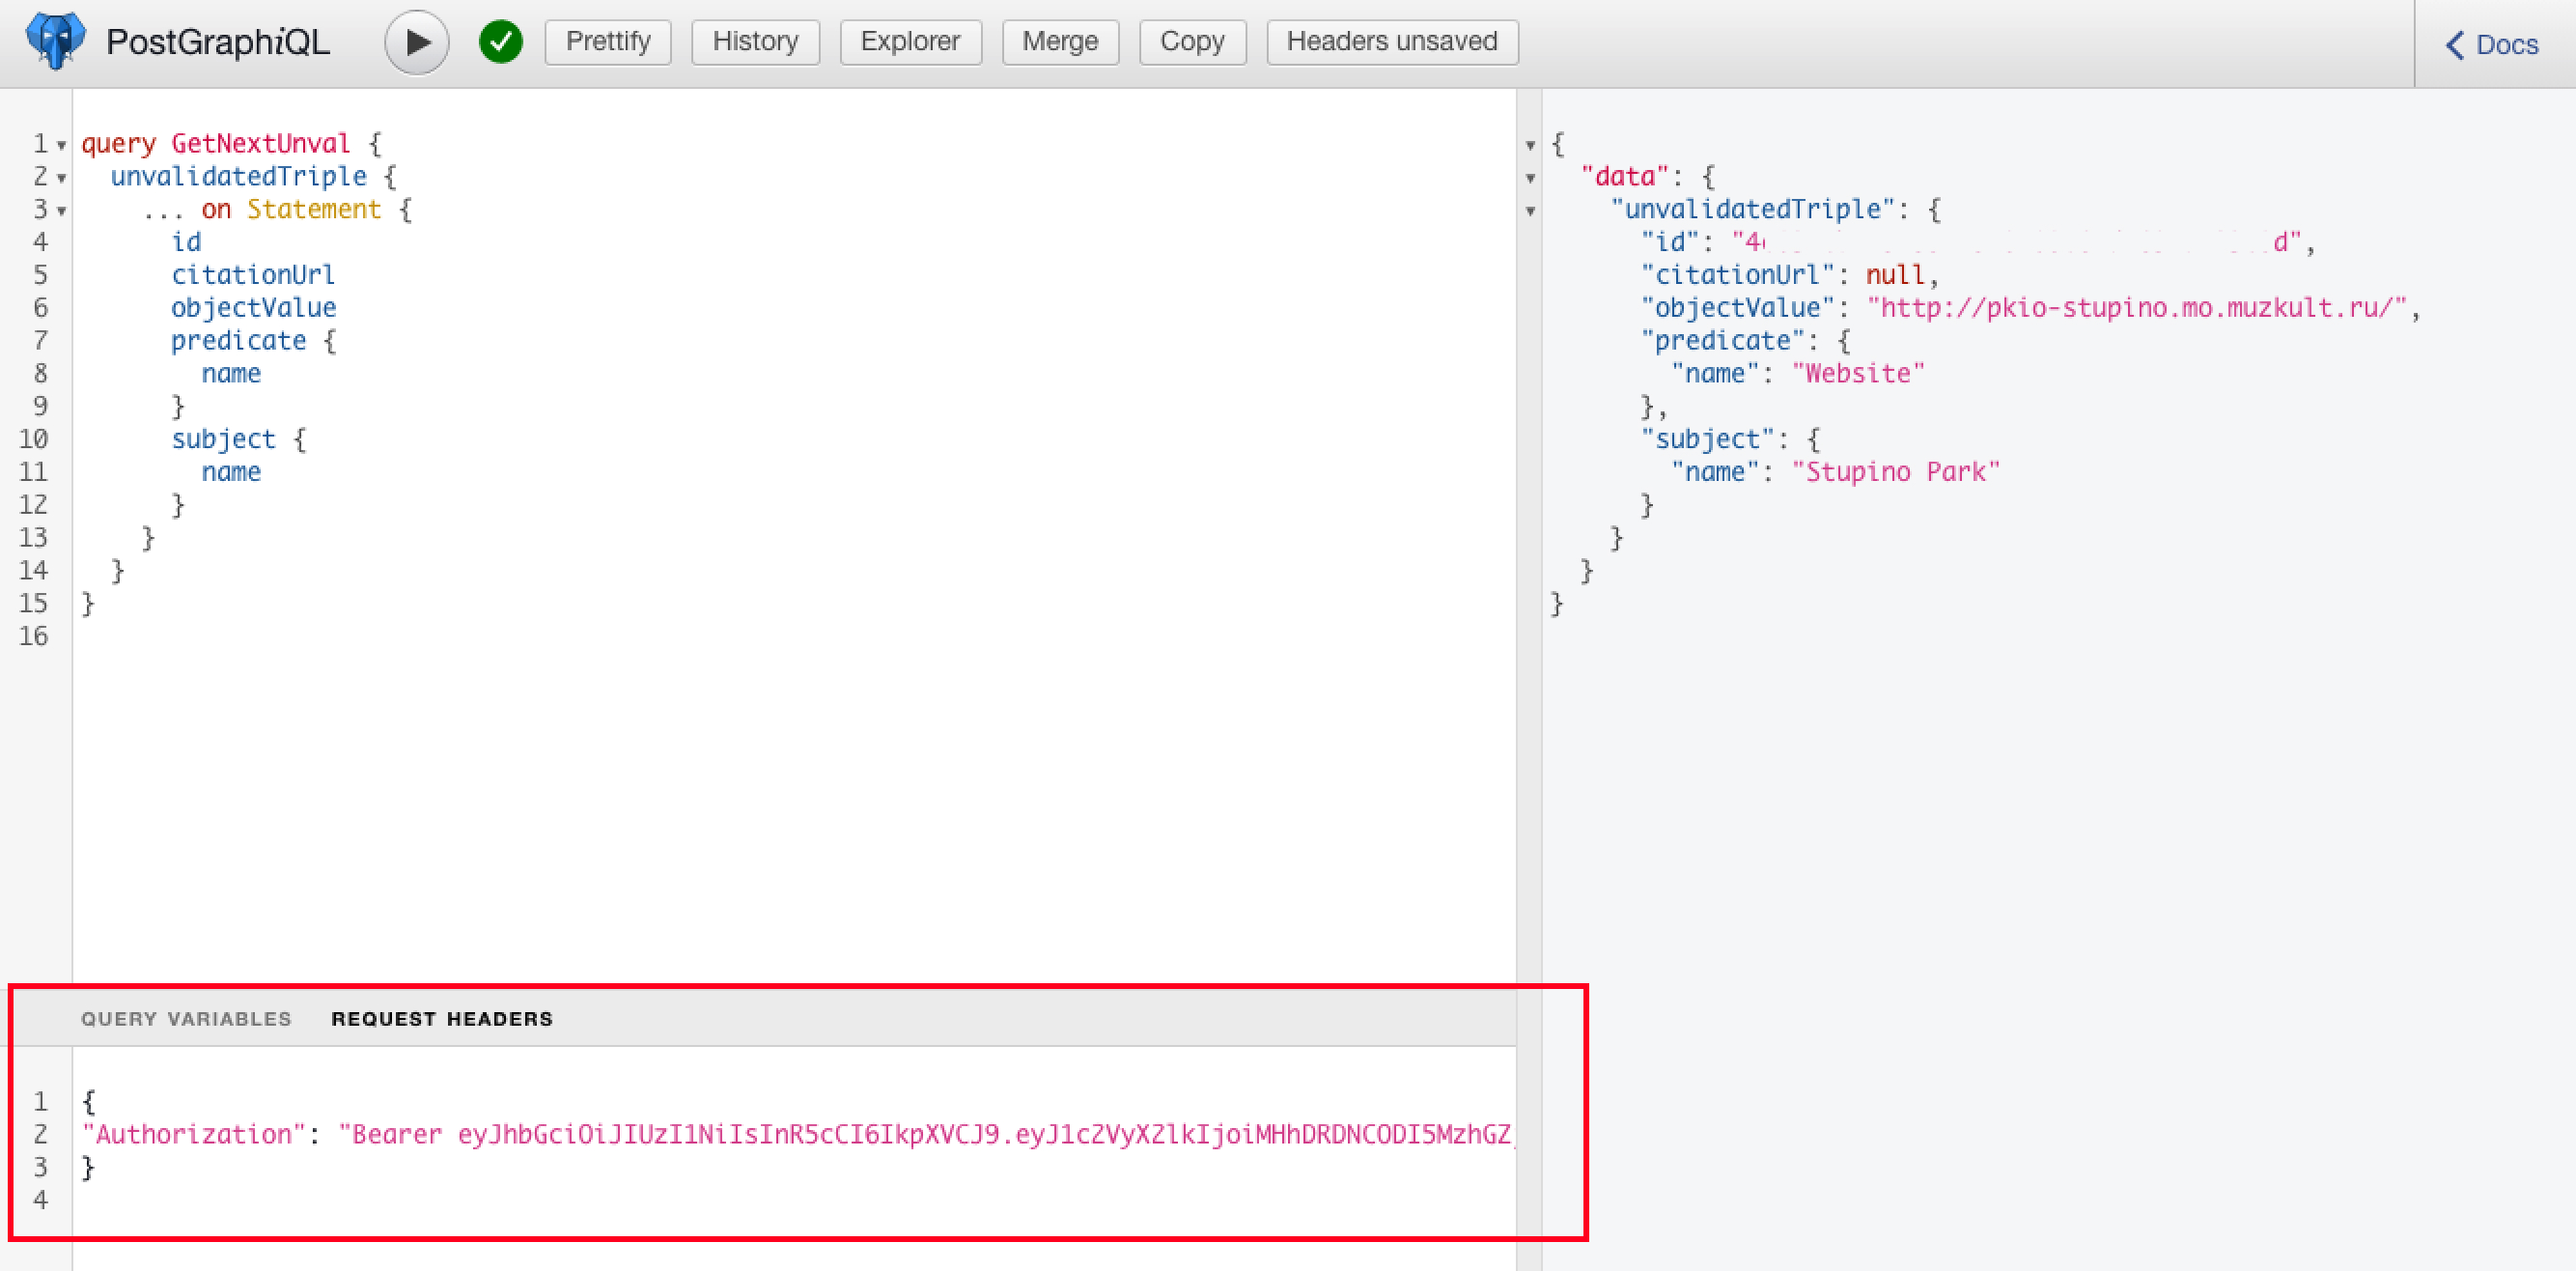 PostGraphiQL
Prettify
History
Explorer
Merge
Copy
Headers unsaved
Docs
1 query GetNextUnval {
2 unvalidatedTriple {
3 ... on Statement {
4 id
5 citationUrl
6 objectValue
7 predicate {
8 name
9 }
10 subject {
11 name
12 }
13 }
14 }
15 }
16
{
"data": {
"unvalidatedTriple": {
"id": "4 d",
"citationUrl": null,
"objectValue": "http://pkio-stupino.mo.muzkult.ru/",
"predicate": {
"name": "Website"
},
"subject": {
"name": "Stupino Park"
}
}
}
}
QUERY VARIABLES REQUEST HEADERS
1 {
2 "Authorization": "Bearer eyJhbGciOiJIUzI1NiIsInR5cCI6IkpXVCJ9.eyJ1c2VyX2lkIjoiMHhDRDNCODI5MzhGZ
3 }
4